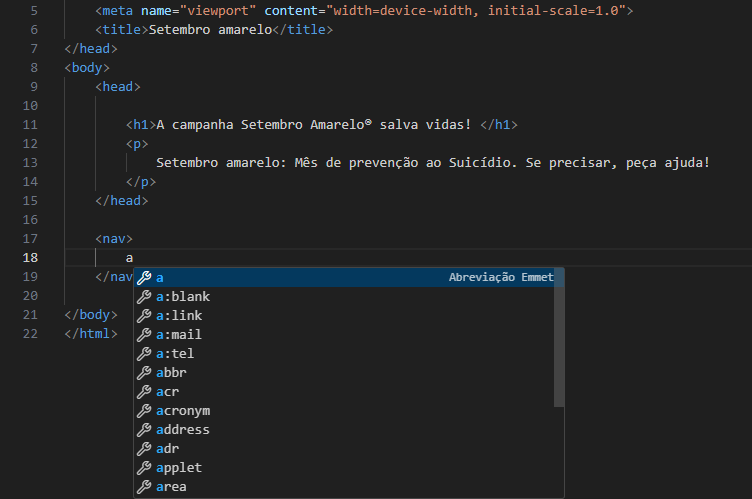 5 <meta name="viewport" content="width=device-width, initial-scale=1.0">
6 <title>Setembro amarelo</title>
7 </head>
8 <body>
9 <head>
10
11 <h1>A campanha Setembro Amarelo® salva vidas! </h1>
12 <p>
13 Setembro amarelo: Mês de prevenção ao Suicídio. Se precisar, peça ajuda!
14 </p>
15 </head>
16
17 <nav>
18 a
19 </nav
20
21 </body>
22 </html>
a Abreviação Emmet
a:blank
a:link
a:mail
a:tel
abbr
acr
acronym
address
adr
applet
area